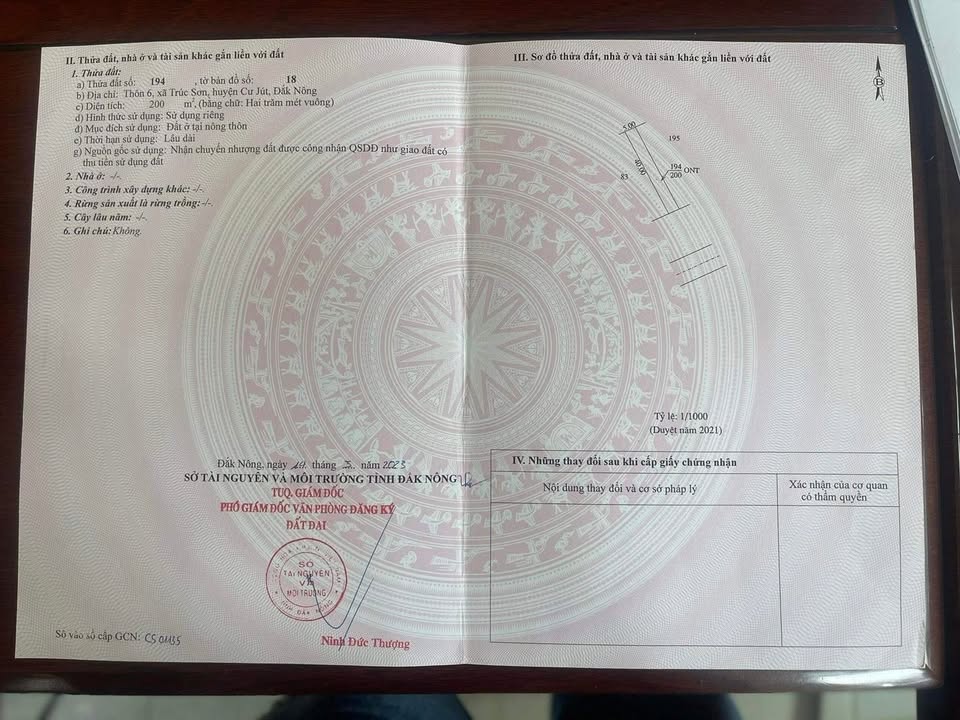 II. Thửa đất, nhà ở và tài sản khác gắn liền với đất
1. Thửa đất:
a) Thửa đất số: 194 , tờ bản đồ số: 18
b) Địa chỉ: Thôn 6, xã Trúc Sơn, huyện Cư Jút, Đắk Nông
c) Diện tích: 200 m², (bằng chữ: Hai trăm mét vuông)
d) Hình thức sử dụng: Sử dụng riêng
đ) Mục đích sử dụng: Đất ở tại nông thôn
e) Thời hạn sử dụng: Lâu dài
g) Nguồn gốc sử dụng: Nhận chuyển nhượng đất được công nhận QSDĐ như giao đất có
thu tiền sử dụng đất
2. Nhà ở: -/-.
3. Công trình xây dựng khác: -/-.
4. Rừng sản xuất là rừng trồng: -/-.
5. Cây lâu năm: -/-.
6. Ghi chú: Không.
Đắk Nông, ngày 19 tháng năm 2023
SỞ TÀI NGUYÊN VÀ MÔI TRƯỜNG TỈNH ĐẮK NÔNG
TUQ. GIÁM ĐỐC
PHÓ GIÁM ĐỐC VĂN PHÒNG ĐĂNG KÝ
ĐẤT ĐAI
SỞ
TÀI NGUYÊN
VÀ
MÔI TRƯỜNG
TỈNH ĐẮK NÔNG
Ninh Đức Thượng
Số vào sổ cấp GCN: CS 01135
III. Sơ đồ thửa đất, nhà ở và tài sản khác gắn liền với đất
B
5.00
195
40.00
83
194
200
ONT
Tỷ lệ: 1/1000
(Duyệt năm 2021)
IV. Những thay đổi sau khi cấp giấy chứng nhận
Nội dung thay đổi và cơ sở pháp lý
Xác nhận của cơ quan
có thẩm quyền